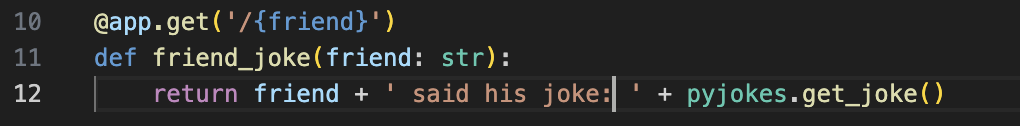 10 @app.get('/{friend}')
11 def friend_joke(friend: str):
12     return friend + ' said his joke: ' + pyjokes.get_joke()